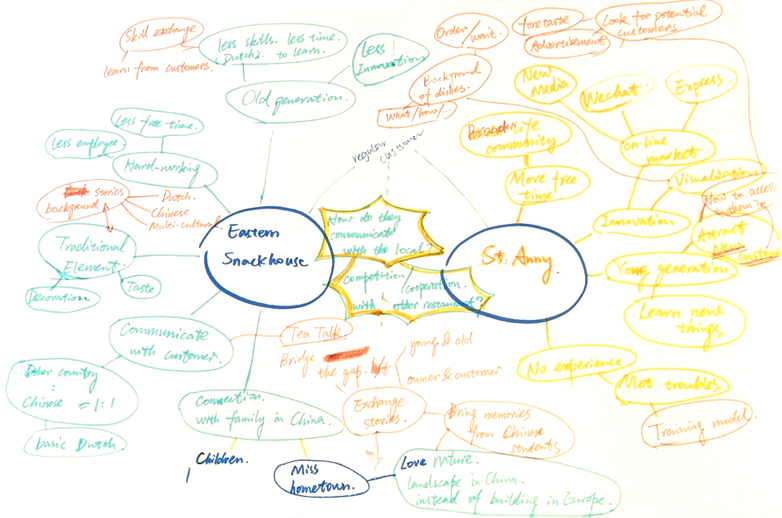 Skill exchange
learn from customers.
less skills. less time.
(Dutch). to learn.
Less
Innovation
Old generation.
Order/
wait.
Background
of dishes.
What/how/...
foretaste
Advertisement
Look for potential
customers
New
Media
Wechat
Express
on-line
market
Visualization
How to access
them?
Broaden life
community
More free
time
Innovation
Young generation
Attract
Learn new
things
No experience
Met troubles
Training model
regular customer
Less free time.
Less employee
Hard-working
stories
background
Dutch.
Chinese
Multi-cultural.
Traditional
Element
Decoration
Taste
Eastern
Snackhouse
How do they
communicate
with the local?
competition
cooperation
with other restaurant?
St. Anny.
Communicate
with customer.
Other country
:
Chinese = 1:1
basic Dutch.
Tea Talk
Bridge
the gap.
young & old
owner & customer
Connection
with family in China.
Children.
Miss
hometown.
Exchange
stories.
Bring memories
from Chinese
students
Love Nature.
landscape in China.
instead of building in Europe.